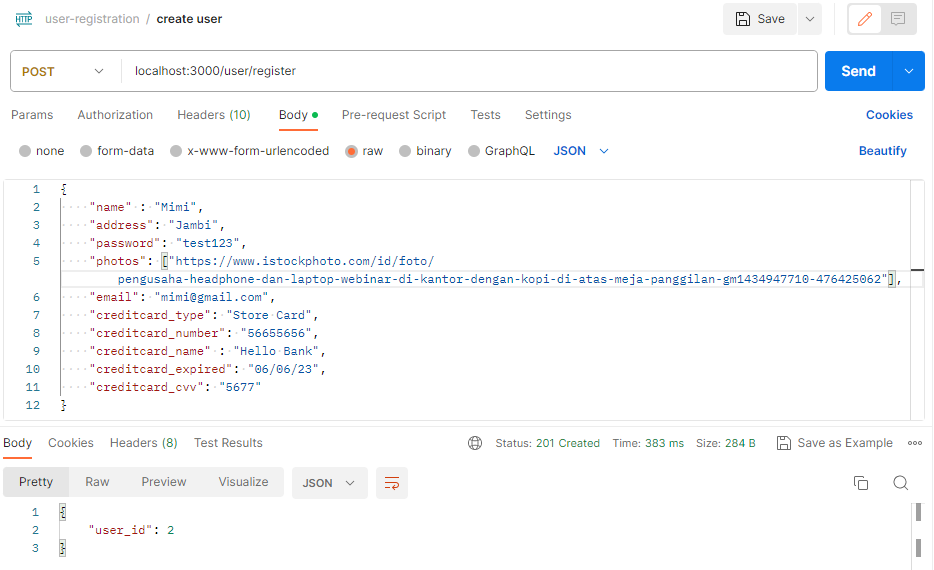 HTTP user-registration / create user Save
POST localhost:3000/user/register Send
Params Authorization Headers (10) Body Pre-request Script Tests Settings Cookies
none form-data x-www-form-urlencoded raw binary GraphQL JSON Beautify
1 {
2 "name" : "Mimi",
3 "address": "Jambi",
4 "password": "test123",
5 "photos": ["https://www.istockphoto.com/id/foto/
pengusaha-headphone-dan-laptop-webinar-di-kantor-dengan-kopi-di-atas-meja-panggilan-gm1434947710-476425062"],
6 "email": "mimi@gmail.com",
7 "creditcard_type": "Store Card",
8 "creditcard_number": "56655656",
9 "creditcard_name" : "Hello Bank",
10 "creditcard_expired": "06/06/23",
11 "creditcard_cvv": "5677"
12 }
Body Cookies Headers (8) Test Results Status: 201 Created Time: 383 ms Size: 284 B Save as Example
Pretty Raw Preview Visualize JSON
1 {
2 "user_id": 2
3 }